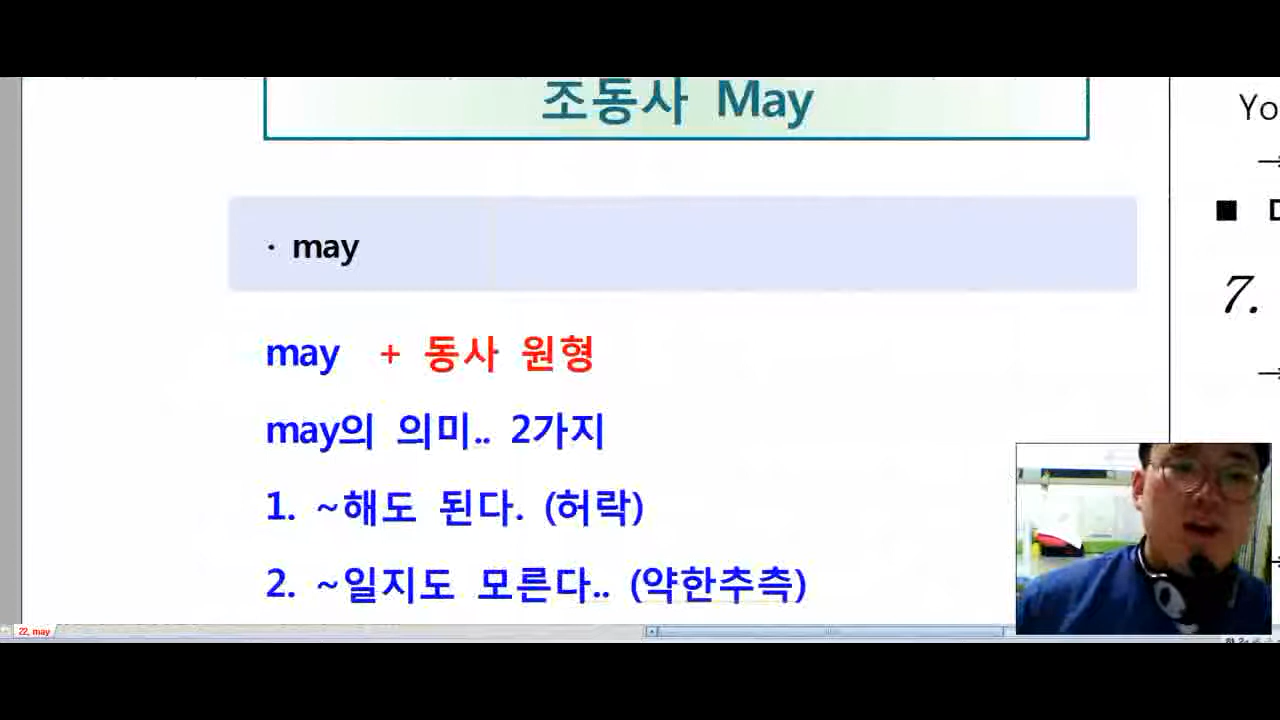 조동사 May
· may
may + 동사 원형
may의 의미.. 2가지
1. ~해도 된다. (허락)
2. ~일지도 모른다.. (약한추측)
Yo
→
■
7.
→
22, may